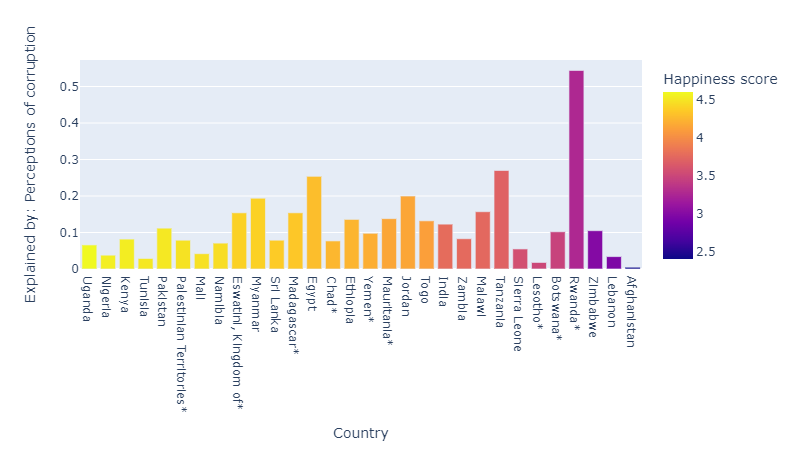 Explained by: Perceptions of corruption
0.5
0.4
0.3
0.2
0.1
0
Uganda
Nigeria
Kenya
Tunisia
Pakistan
Palestinian Territories*
Mali
Namibia
Eswatini, Kingdom of*
Myanmar
Sri Lanka
Madagascar*
Egypt
Chad*
Ethiopia
Yemen*
Mauritania*
Jordan
Togo
India
Zambia
Malawi
Tanzania
Sierra Leone
Lesotho*
Botswana*
Rwanda*
Zimbabwe
Lebanon
Afghanistan
Country
Happiness score
4.5
4
3.5
3
2.5